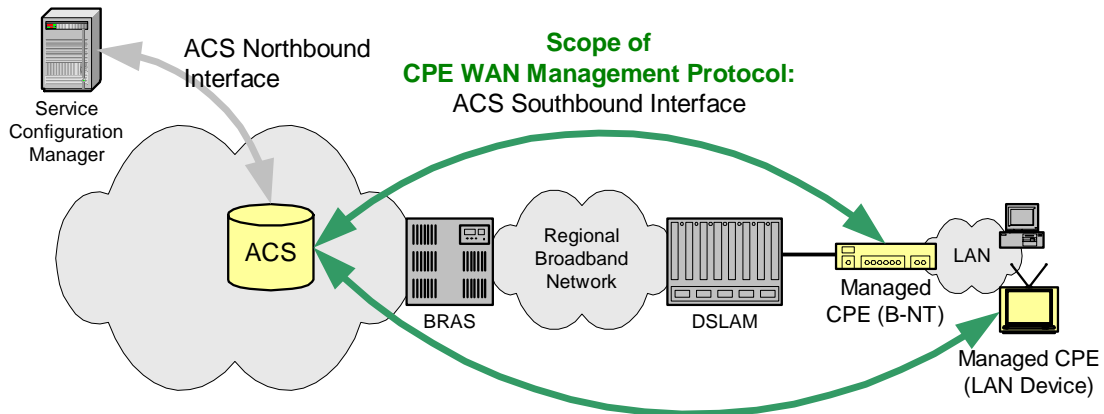 ACS Northbound
Interface
Scope of
CPE WAN Management Protocol:
ACS Southbound Interface
Service
Configuration
Manager
ACS
BRAS
Regional
Broadband
Network
DSLAM
Managed
CPE (B-NT)
LAN
Managed CPE
(LAN Device)